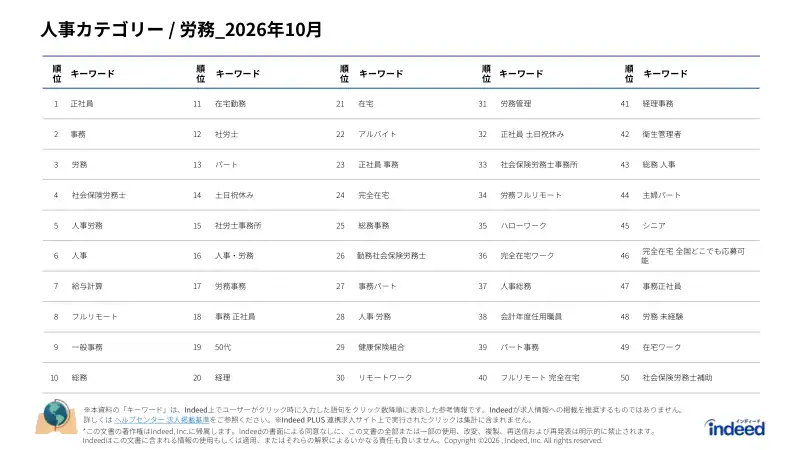 人事カテゴリー / 労務_2026年10月
順位 キーワード 順位 キーワード 順位 キーワード 順位 キーワード 順位 キーワード
1 正社員 11 在宅勤務 21 在宅 31 労務管理 41 経理事務
2 事務 12 社労士 22 アルバイト 32 正社員 土日祝休み 42 衛生管理者
3 労務 13 パート 23 正社員 事務 33 社会保険労務士事務所 43 総務 人事
4 社会保険労務士 14 土日祝休み 24 完全在宅 34 労務フルリモート 44 主婦パート
5 人事労務 15 社労士事務所 25 総務事務 35 ハローワーク 45 シニア
6 人事 16 人事・労務 26 勤務社会保険労務士 36 完全在宅ワーク 46 完全在宅 全国どこでも応募可能
7 給与計算 17 労務事務 27 事務パート 37 人事総務 47 事務正社員
8 フルリモート 18 事務 正社員 28 人事 労務 38 会計年度任用職員 48 労務 未経験
9 一般事務 19 50代 29 健康保険組合 39 パート事務 49 在宅ワーク
10 総務 20 経理 30 リモートワーク 40 フルリモート 完全在宅 50 社会保険労務士補助
※本資料の「キーワード」は、Indeed上でユーザーがクリック時に入力した語句をクリック数降順に表示した参考情報です。Indeedが求人情報への掲載を推奨するものではありません。
詳しくは ヘルプセンター 求人掲載基準をご参照ください。※Indeed PLUS 連携求人サイト上で実行されたクリックは集計に含まれません。
*この文書の著作権はIndeed, Inc.に帰属します。Indeedの書面による同意なしに、この文書の全部または一部の使用、改変、複製、再送信および再発表は明示的に禁止されます。
Indeedはこの文書に含まれる情報の使用もしくは適用、またはそれらの解釈によるいかなる責任も負いません。Copyright ©2026 , Indeed, Inc. All rights reserved.
インディード
indeed